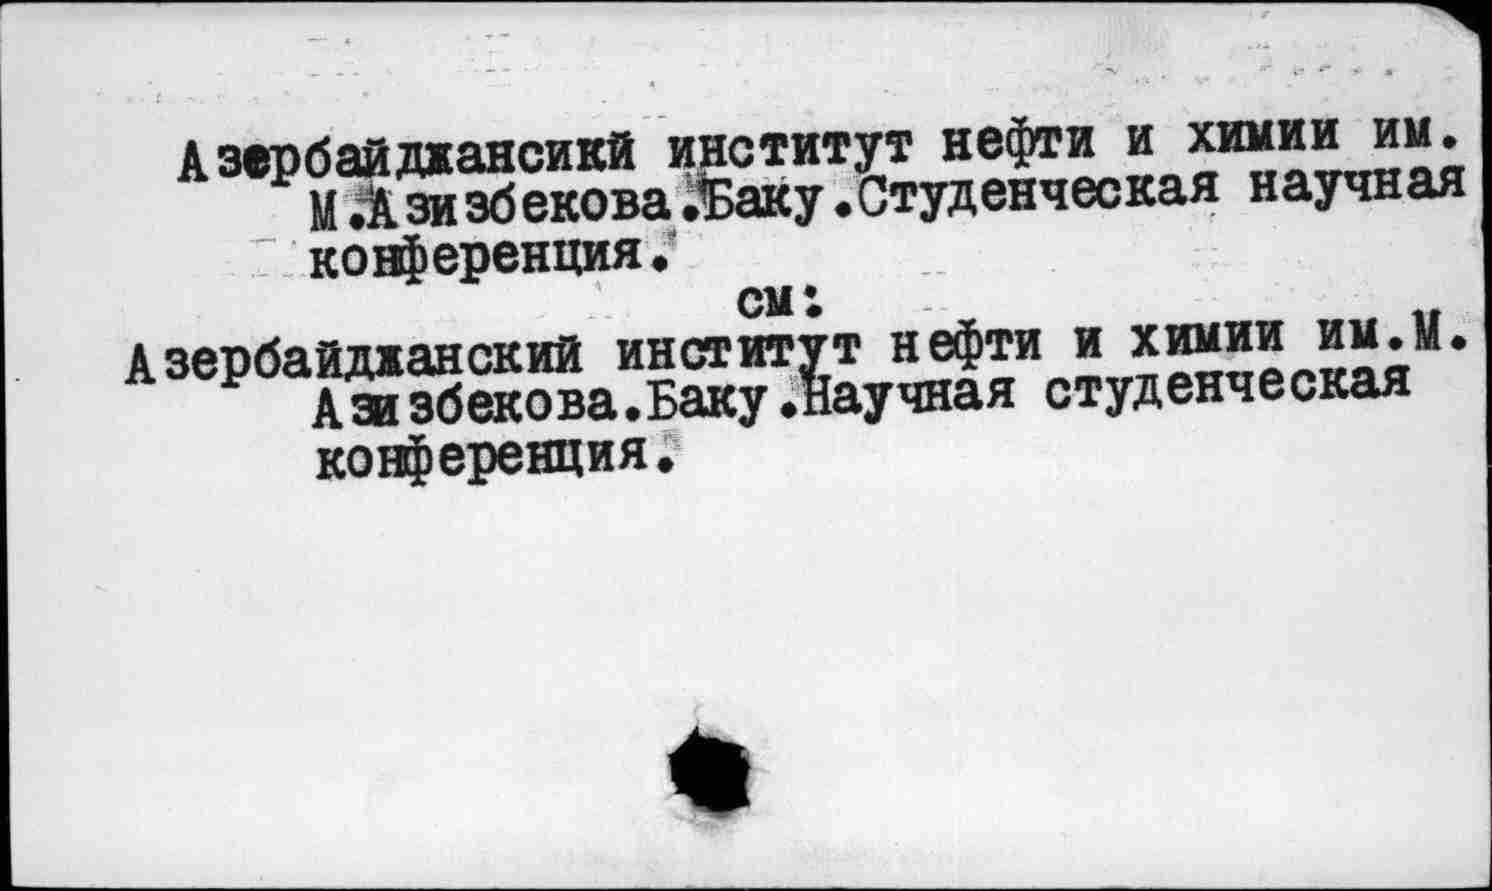 Азербайджансикй институт нефти и химии им.
М.Азизбекова.Баку.Студенческая научная
конференция.
см:
Азербайджанский институт нефти и химии им.М.
Азизбекова.Баку.Научная студенческая
конференция.